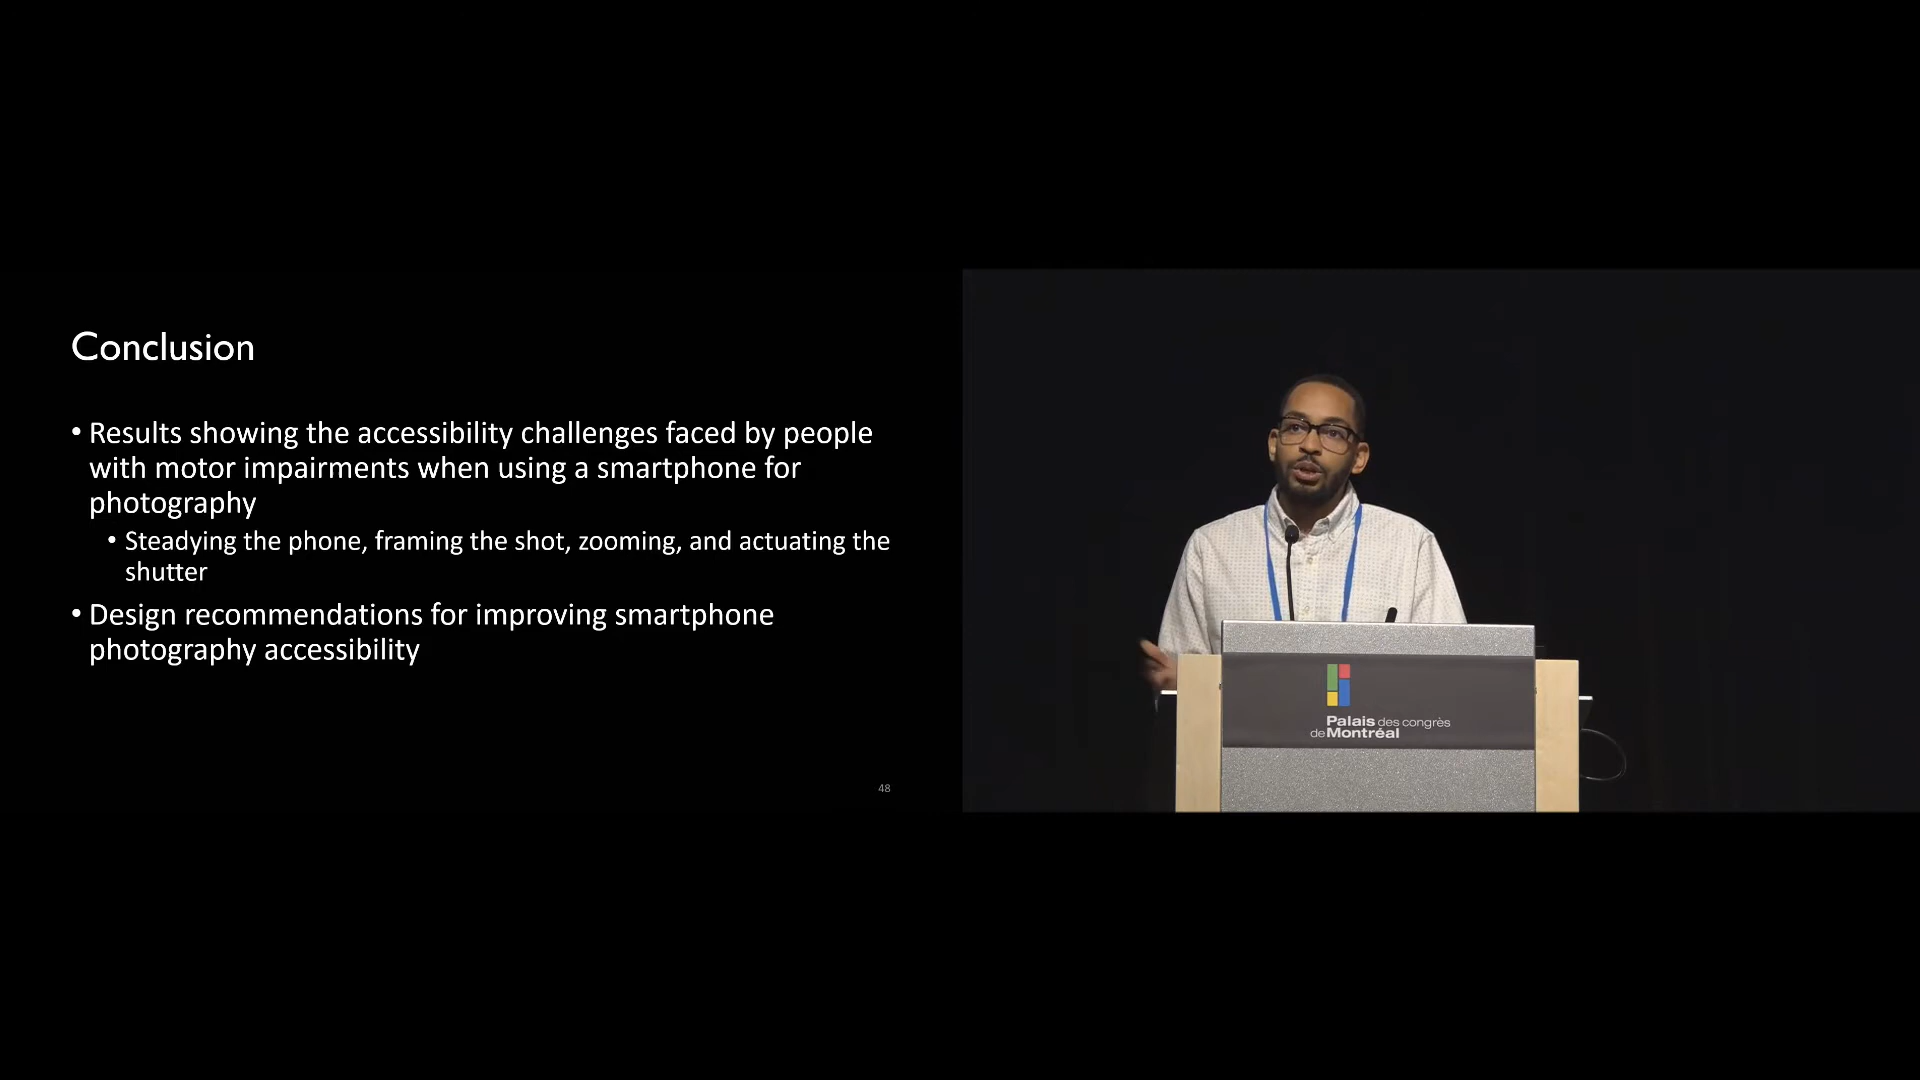 Conclusion
• Results showing the accessibility challenges faced by people
with motor impairments when using a smartphone for
photography
• Steadying the phone, framing the shot, zooming, and actuating the
shutter
• Design recommendations for improving smartphone
photography accessibility
48
Palais des congrès
de Montréal